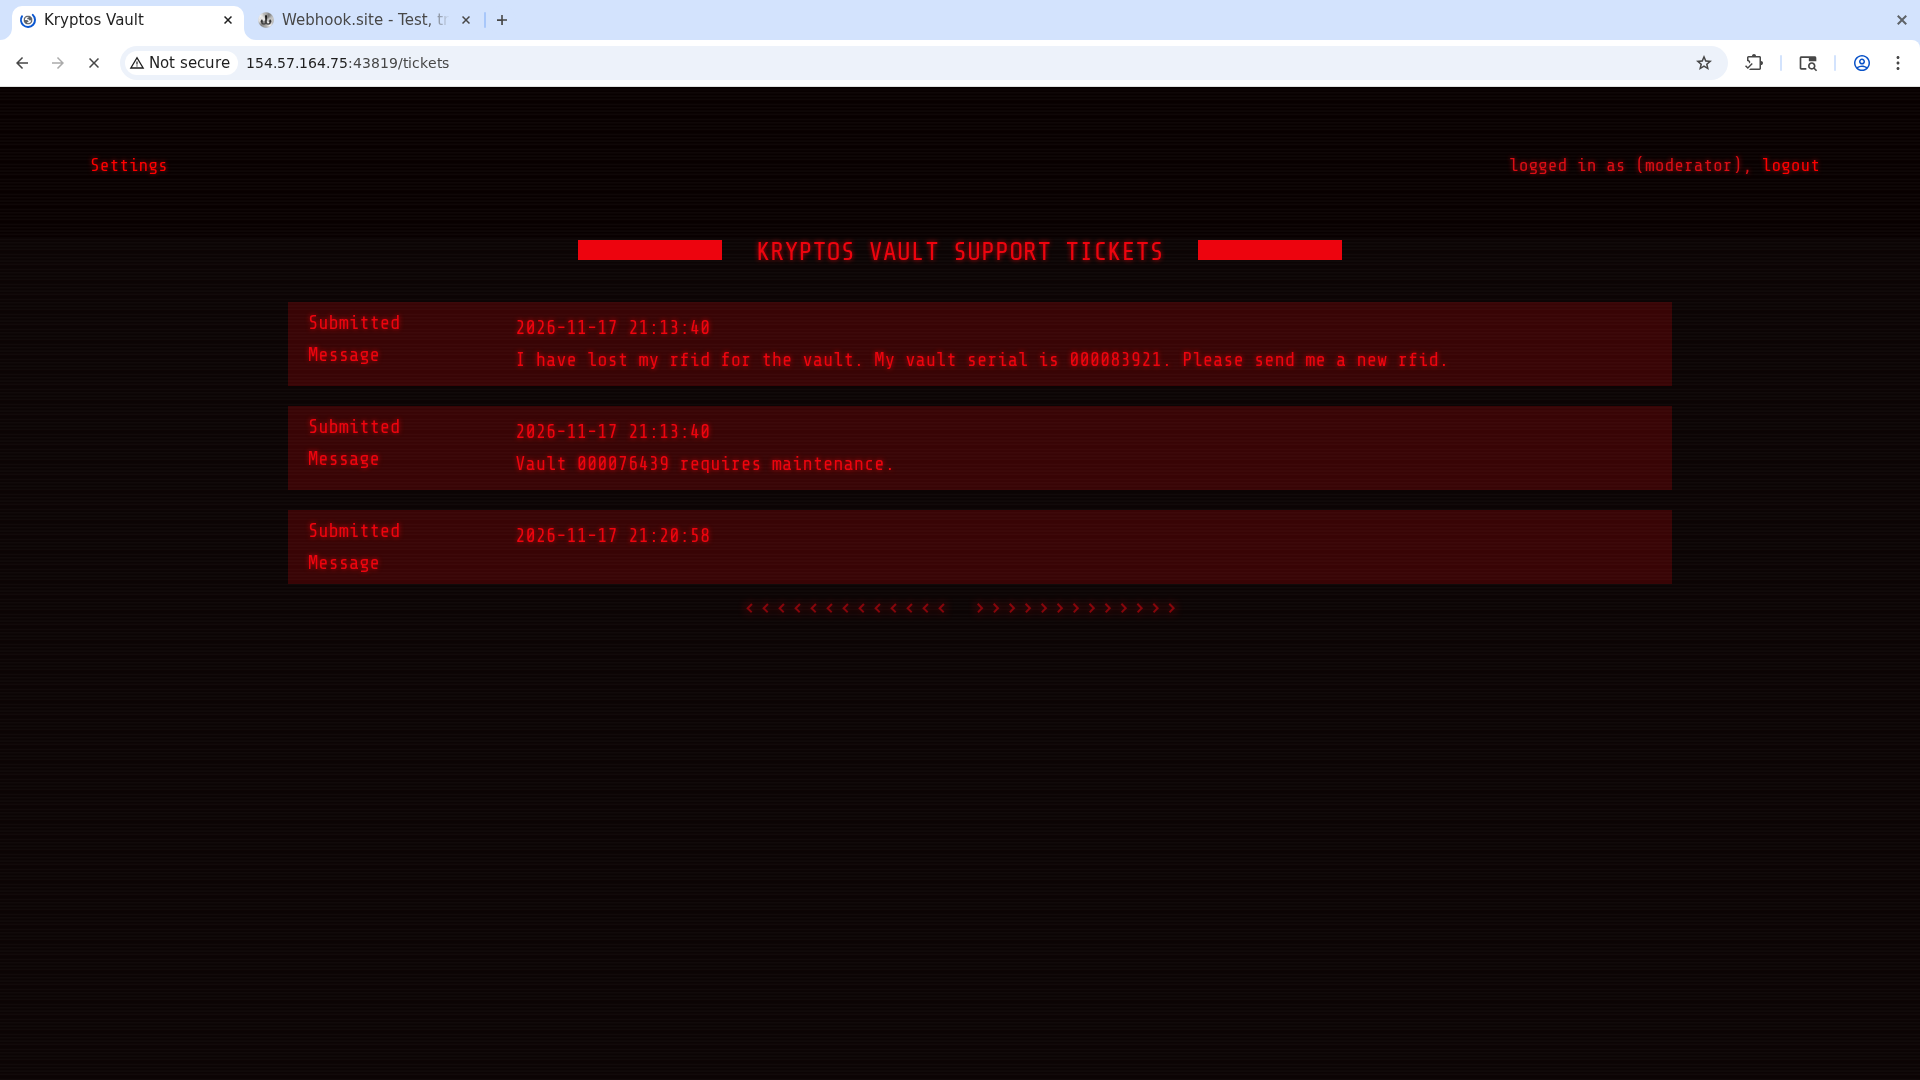 Kryptos Vault
Webhook.site - Test, tr
Not secure
154.57.164.75:43819/tickets
Settings
logged in as (moderator), logout
KRYPTOS VAULT SUPPORT TICKETS
Submitted 2026-11-17 21:13:40
Message I have lost my rfid for the vault. My vault serial is 000083921. Please send me a new rfid.
Submitted 2026-11-17 21:13:40
Message Vault 000076439 requires maintenance.
Submitted 2026-11-17 21:20:58
Message
‹ ‹ ‹ ‹ ‹ ‹ ‹ ‹ ‹ ‹ ‹ ‹ ‹ › › › › › › › › › › › › ›